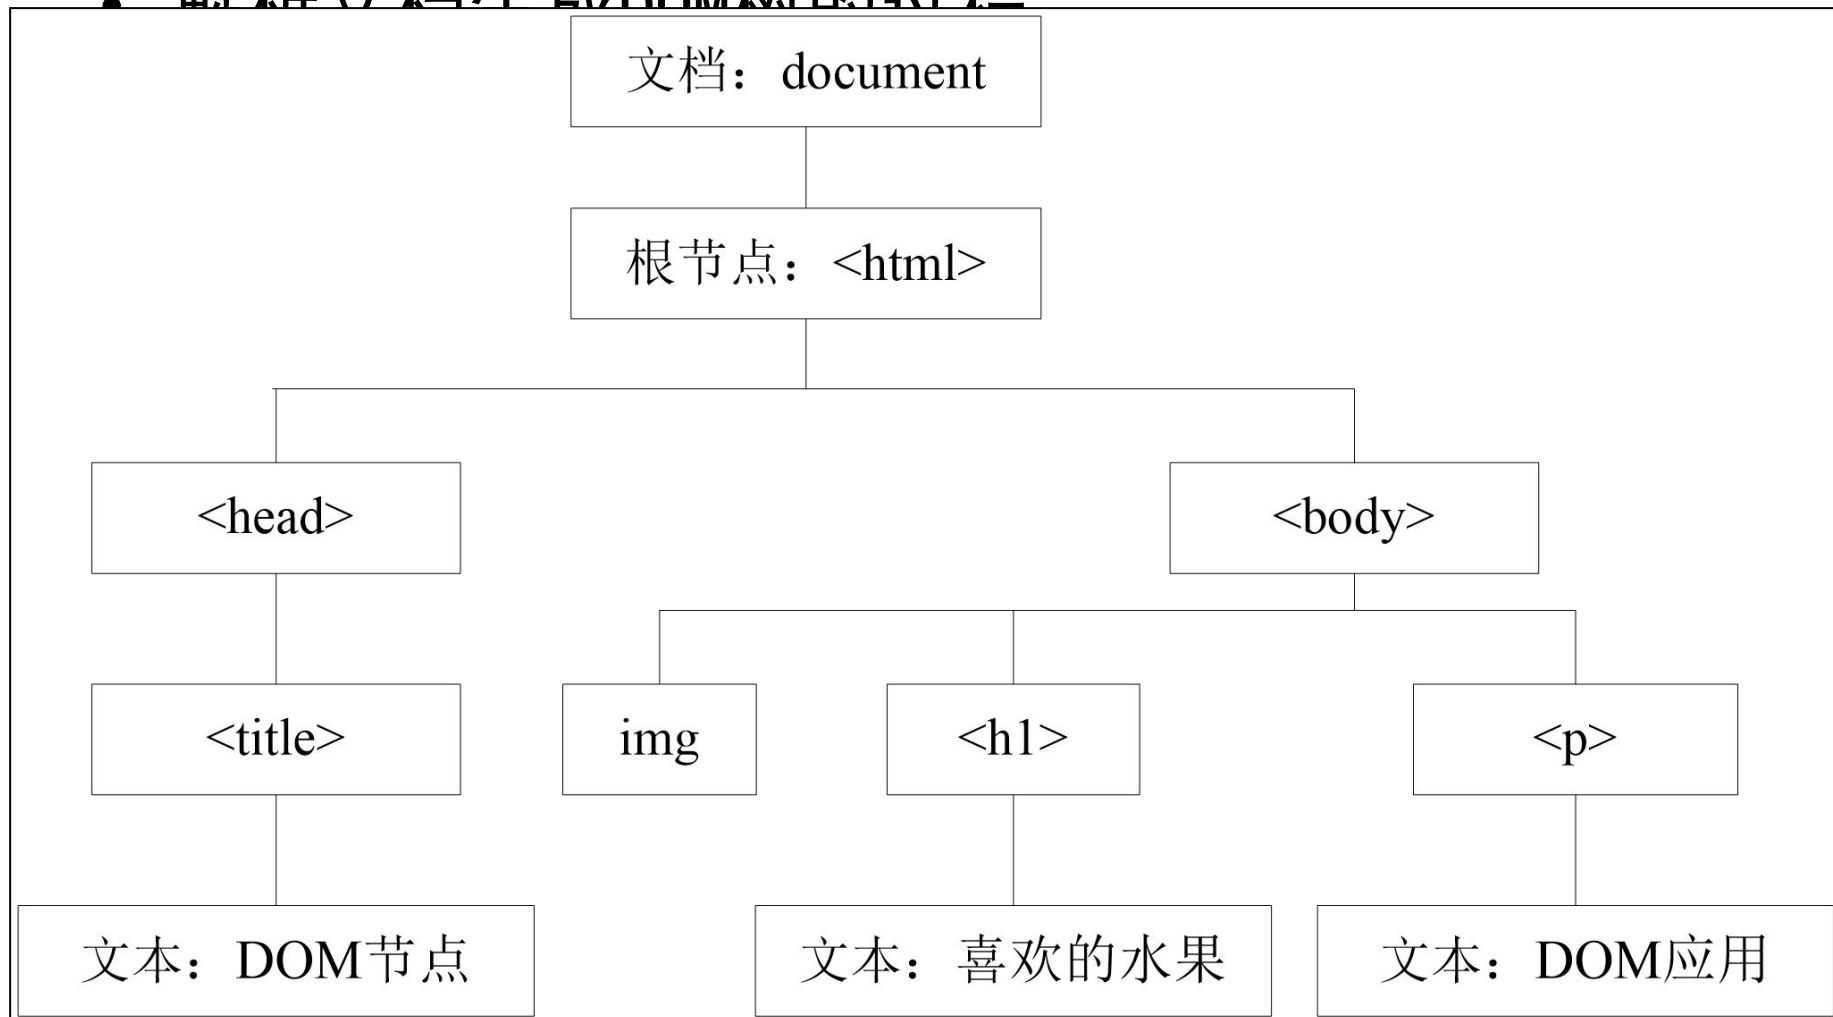 文档：document
根节点：<html>
<head>
<body>
<title>
img
<h1>
<p>
文本：DOM节点
文本：喜欢的水果
文本：DOM应用